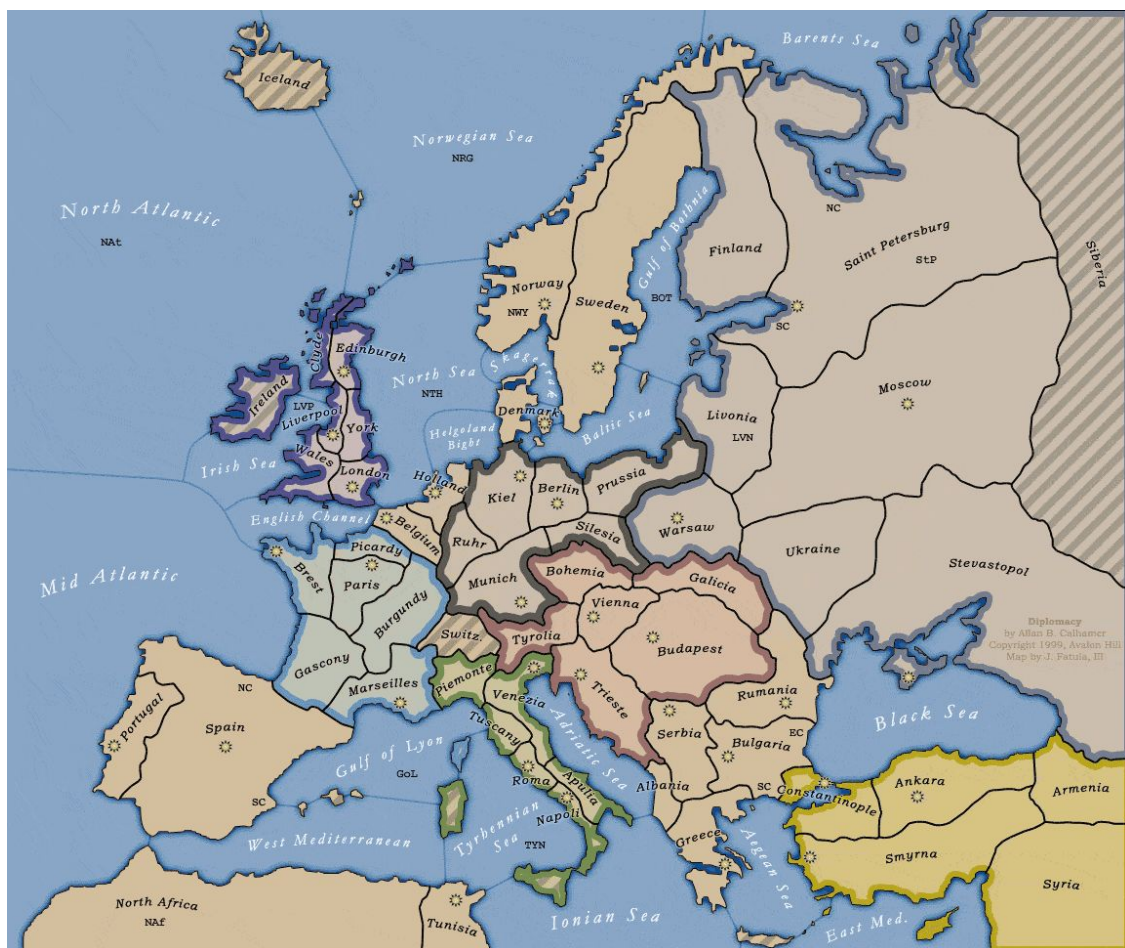 Barents Sea
Iceland
Norwegian Sea
NRG
North Atlantic
NAt
NC
Saint Petersburg
StP
Siberia
Finland
Gulf of Bothnia
BOT
Norway
NWY
Sweden
SC
Skagerrak
Clyde
Edinburgh
North Sea
NTH
Moscow
Ireland
LVP
Liverpool
York
Denmark
Baltic Sea
Livonia
LVN
Helgoland
Bight
Irish Sea
Wales
London
Holland
Kiel
Berlin
Prussia
English Channel
Belgium
Ruhr
Silesia
Warsaw
Ukraine
Stevastopol
Picardy
Brest
Paris
Munich
Bohemia
Galicia
Mid Atlantic
Burgundy
Vienna
Switz.
Tyrolia
Budapest
Diplomacy
by Allan B. Calhamer
Copyright 1999, Avalon Hill
Map by J. Fatula, III
Gascony
Marseilles
Piemonte
Venezia
Trieste
Rumania
NC
Portugal
Spain
Tuscany
Adriatic Sea
Serbia
Bulgaria
EC
Black Sea
Gulf of Lyon
GoL
Roma
Apulia
Albania
SC
Constantinople
Ankara
Armenia
SC
Napoli
West Mediterranean
Tyrhennian
Sea
TYN
Greece
Aegean Sea
Smyrna
Syria
North Africa
NAf
Tunisia
Ionian Sea
East Med.